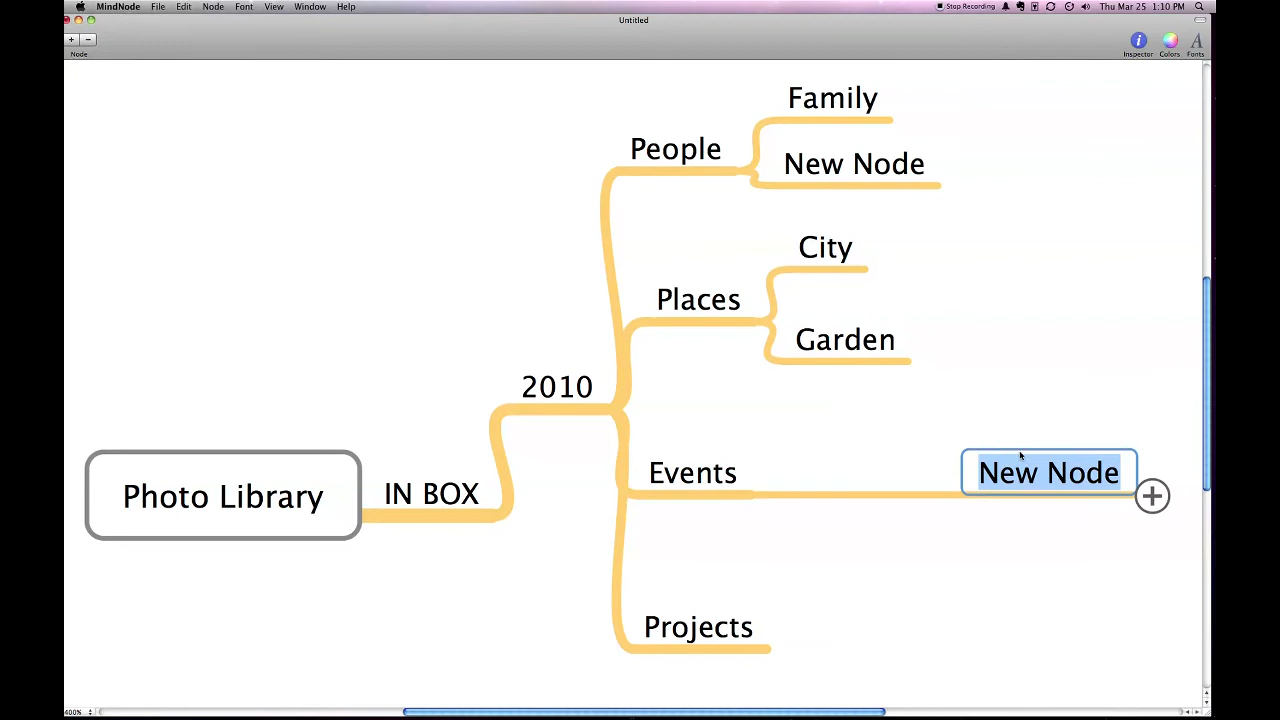 MindNode File Edit Node Font View Window Help
Stop Recording Thu Mar 25 1:10 PM
Untitled
Node
Inspector Colors Fonts
Family
People
New Node
City
Places
Garden
2010
Events
New Node
IN BOX
Photo Library
Projects
400%